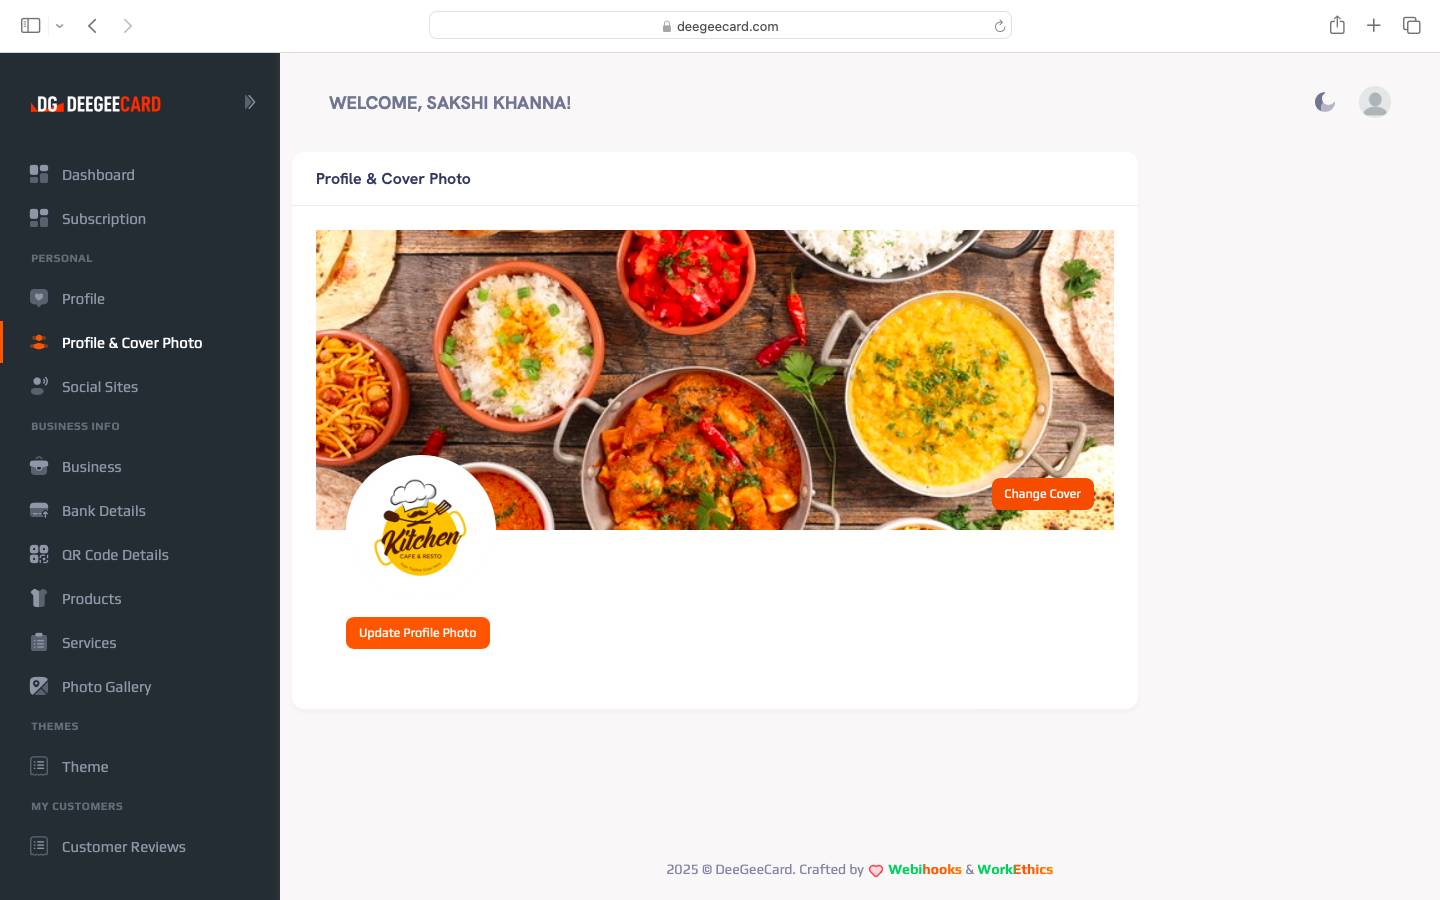 deegeecard.com
DG DEEGEECARD
WELCOME, SAKSHI KHANNA!
Dashboard
Subscription
PERSONAL
Profile
Profile & Cover Photo
Social Sites
BUSINESS INFO
Business
Bank Details
QR Code Details
Products
Services
Photo Gallery
THEMES
Theme
MY CUSTOMERS
Customer Reviews
Profile & Cover Photo
Change Cover
Kitchen
CAFE & RESTO
Update Profile Photo
2025 © DeeGeeCard. Crafted by Webihooks & WorkEthics